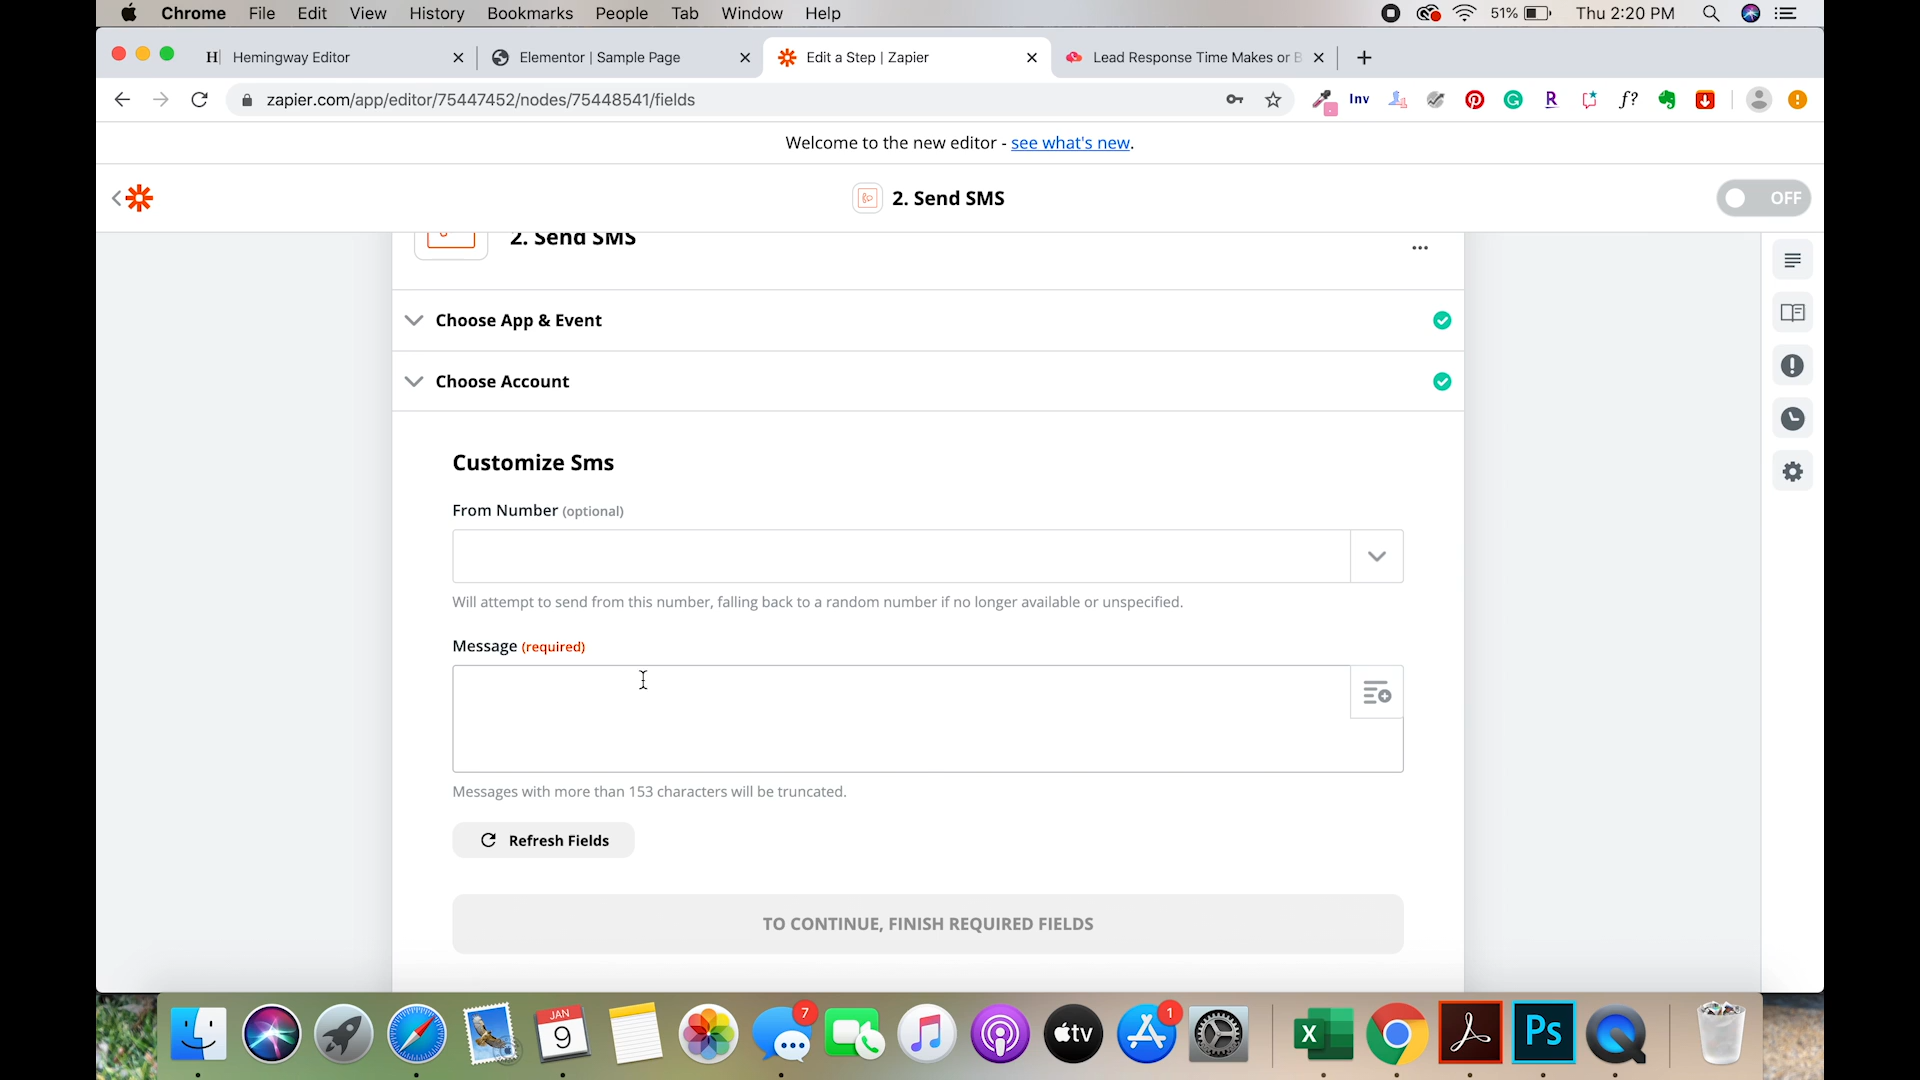 Chrome File Edit View History Bookmarks People Tab Window Help 51% Thu 2:20 PM
H Hemingway Editor Elementor | Sample Page Edit a Step | Zapier Lead Response Time Makes or B
zapier.com/app/editor/75447452/nodes/75448541/fields Inv R f?
Welcome to the new editor - see what's new.
2. Send SMS OFF
2. Send SMS
Choose App & Event
Choose Account
Customize Sms
From Number (optional)
Will attempt to send from this number, falling back to a random number if no longer available or unspecified.
Message (required)
Messages with more than 153 characters will be truncated.
Refresh Fields
TO CONTINUE, FINISH REQUIRED FIELDS
JAN
9
7
tv
1
X
Ps